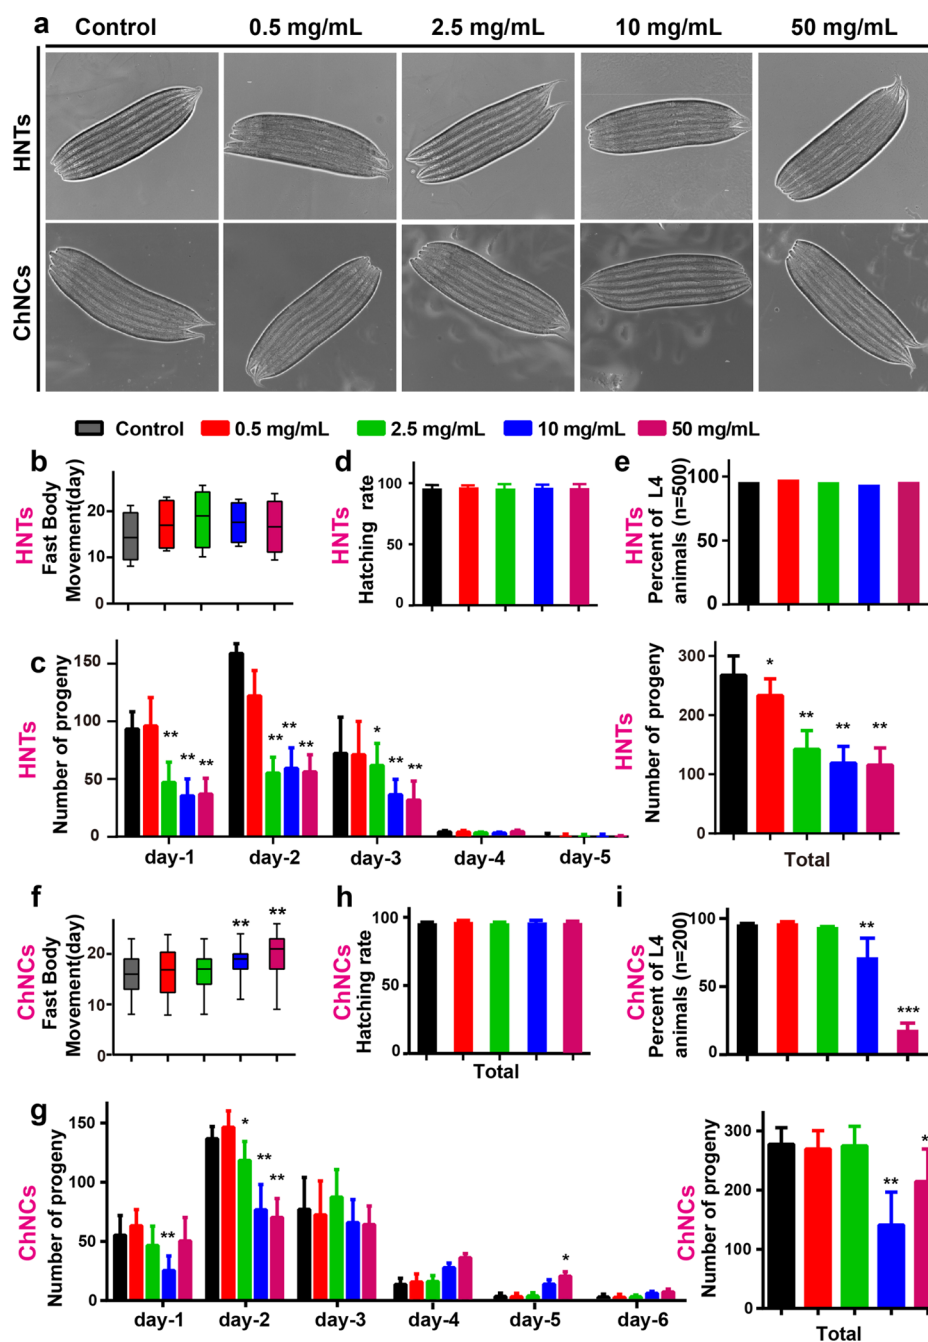 a
Control 0.5 mg/mL 2.5 mg/mL 10 mg/mL 50 mg/mL
HNTs
ChNCs
Control 0.5 mg/mL 2.5 mg/mL 10 mg/mL 50 mg/mL
b
HNTs
Fast Body
Movement(day)
20
10
0
d
HNTs
Hatching rate
100
50
0
e
HNTs
Percent of L4
animals (n=500)
100
50
0
c
HNTs
Number of progeny
150
100
50
0
** ** **
** ** **
* ** **
day-1 day-2 day-3 day-4 day-5
HNTs
Number of progeny
300
200
100
0
* ** ** **
Total
f
ChNCs
Fast Body
Movement(day)
20
10
0
** **
h
ChNCs
Hatching rate
100
50
0
Total
i
ChNCs
Percent of L4
animals (n=200)
100
50
0
** ***
g
ChNCs
Number of progeny
150
100
50
0
**
* ** **
*
day-1 day-2 day-3 day-4 day-5 day-6
ChNCs
Number of progeny
300
200
100
0
** *
Total